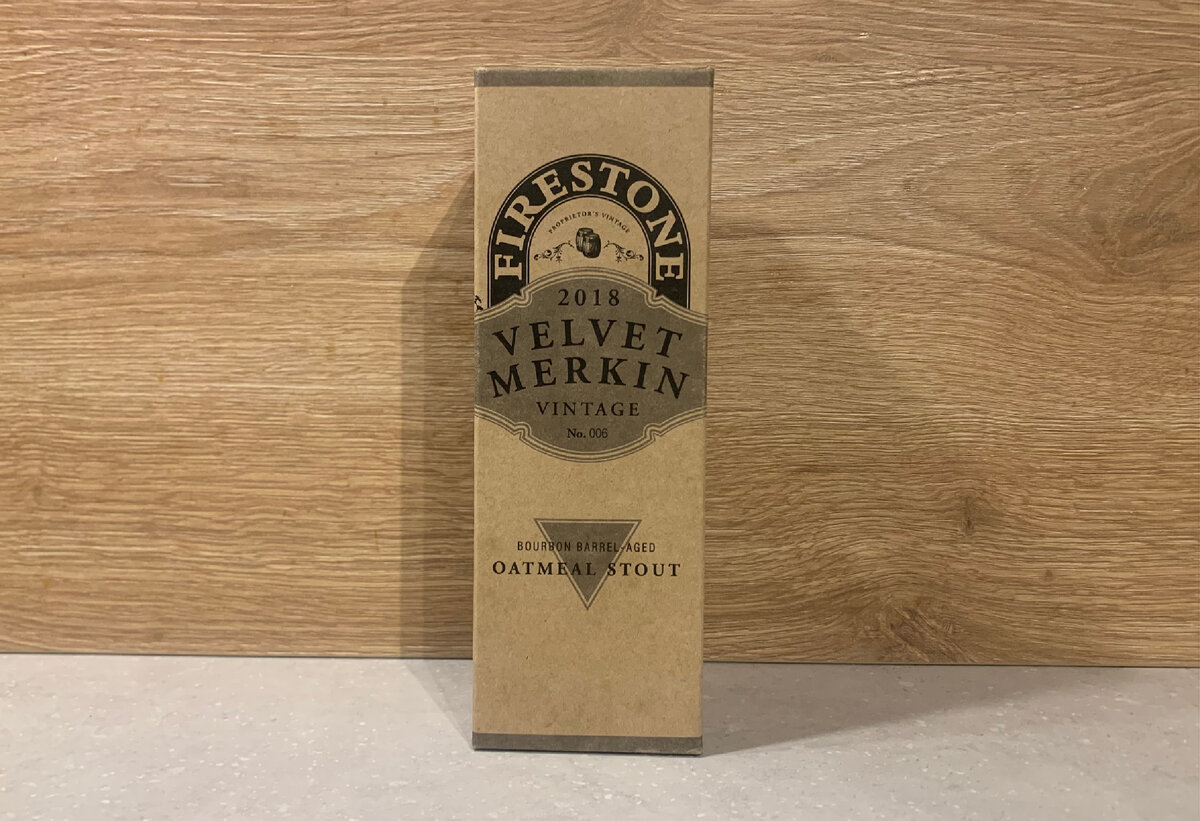 FIRESTONE
PROPRIETOR'S VINTAGE
2018
VELVET
MERKIN
VINTAGE
No. 006
BOURBON BARREL-AGED
OATMEAL STOUT